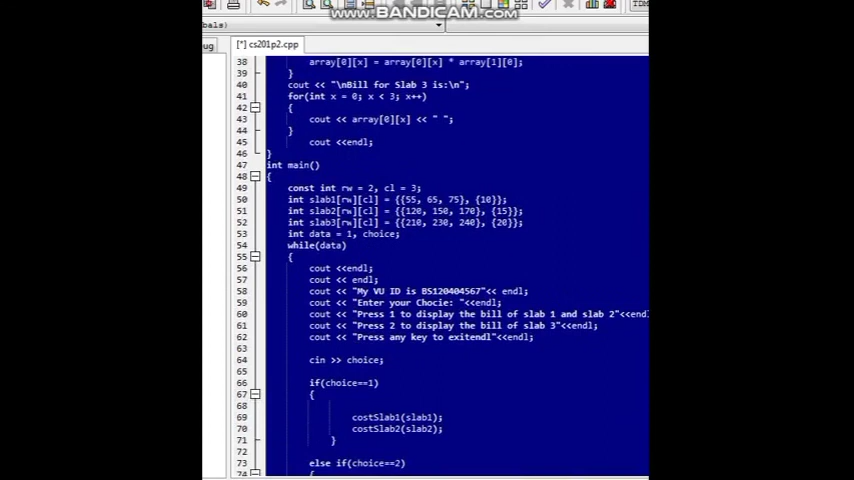 www.BANDICAM.com
TDM
bals)
ug
[*] cs201p2.cpp
38 array[0][x] = array[0][x] * array[1][0];
39 }
40 cout << "\nBill for Slab 3 is:\n";
41 for(int x = 0; x < 3; x++)
42 {
43 cout << array[0][x] << " ";
44 }
45 cout <<endl;
46 }
47 int main()
48 {
49 const int rw = 2, cl = 3;
50 int slab1[rw][cl] = {{55, 65, 75}, {10}};
51 int slab2[rw][cl] = {{120, 150, 170}, {15}};
52 int slab3[rw][cl] = {{210, 230, 240}, {20}};
53 int data = 1, choice;
54 while(data)
55 {
56 cout <<endl;
57 cout << endl;
58 cout << "My VU ID is BS120404567"<< endl;
59 cout << "Enter your Chocie: "<<endl;
60 cout << "Press 1 to display the bill of slab 1 and slab 2"<<endl
61 cout << "Press 2 to display the bill of slab 3"<<endl;
62 cout << "Press any key to exitendl"<<endl;
63
64 cin >> choice;
65
66 if(choice==1)
67 {
68
69 costSlab1(slab1);
70 costSlab2(slab2);
71 }
72
73 else if(choice==2)
74 {